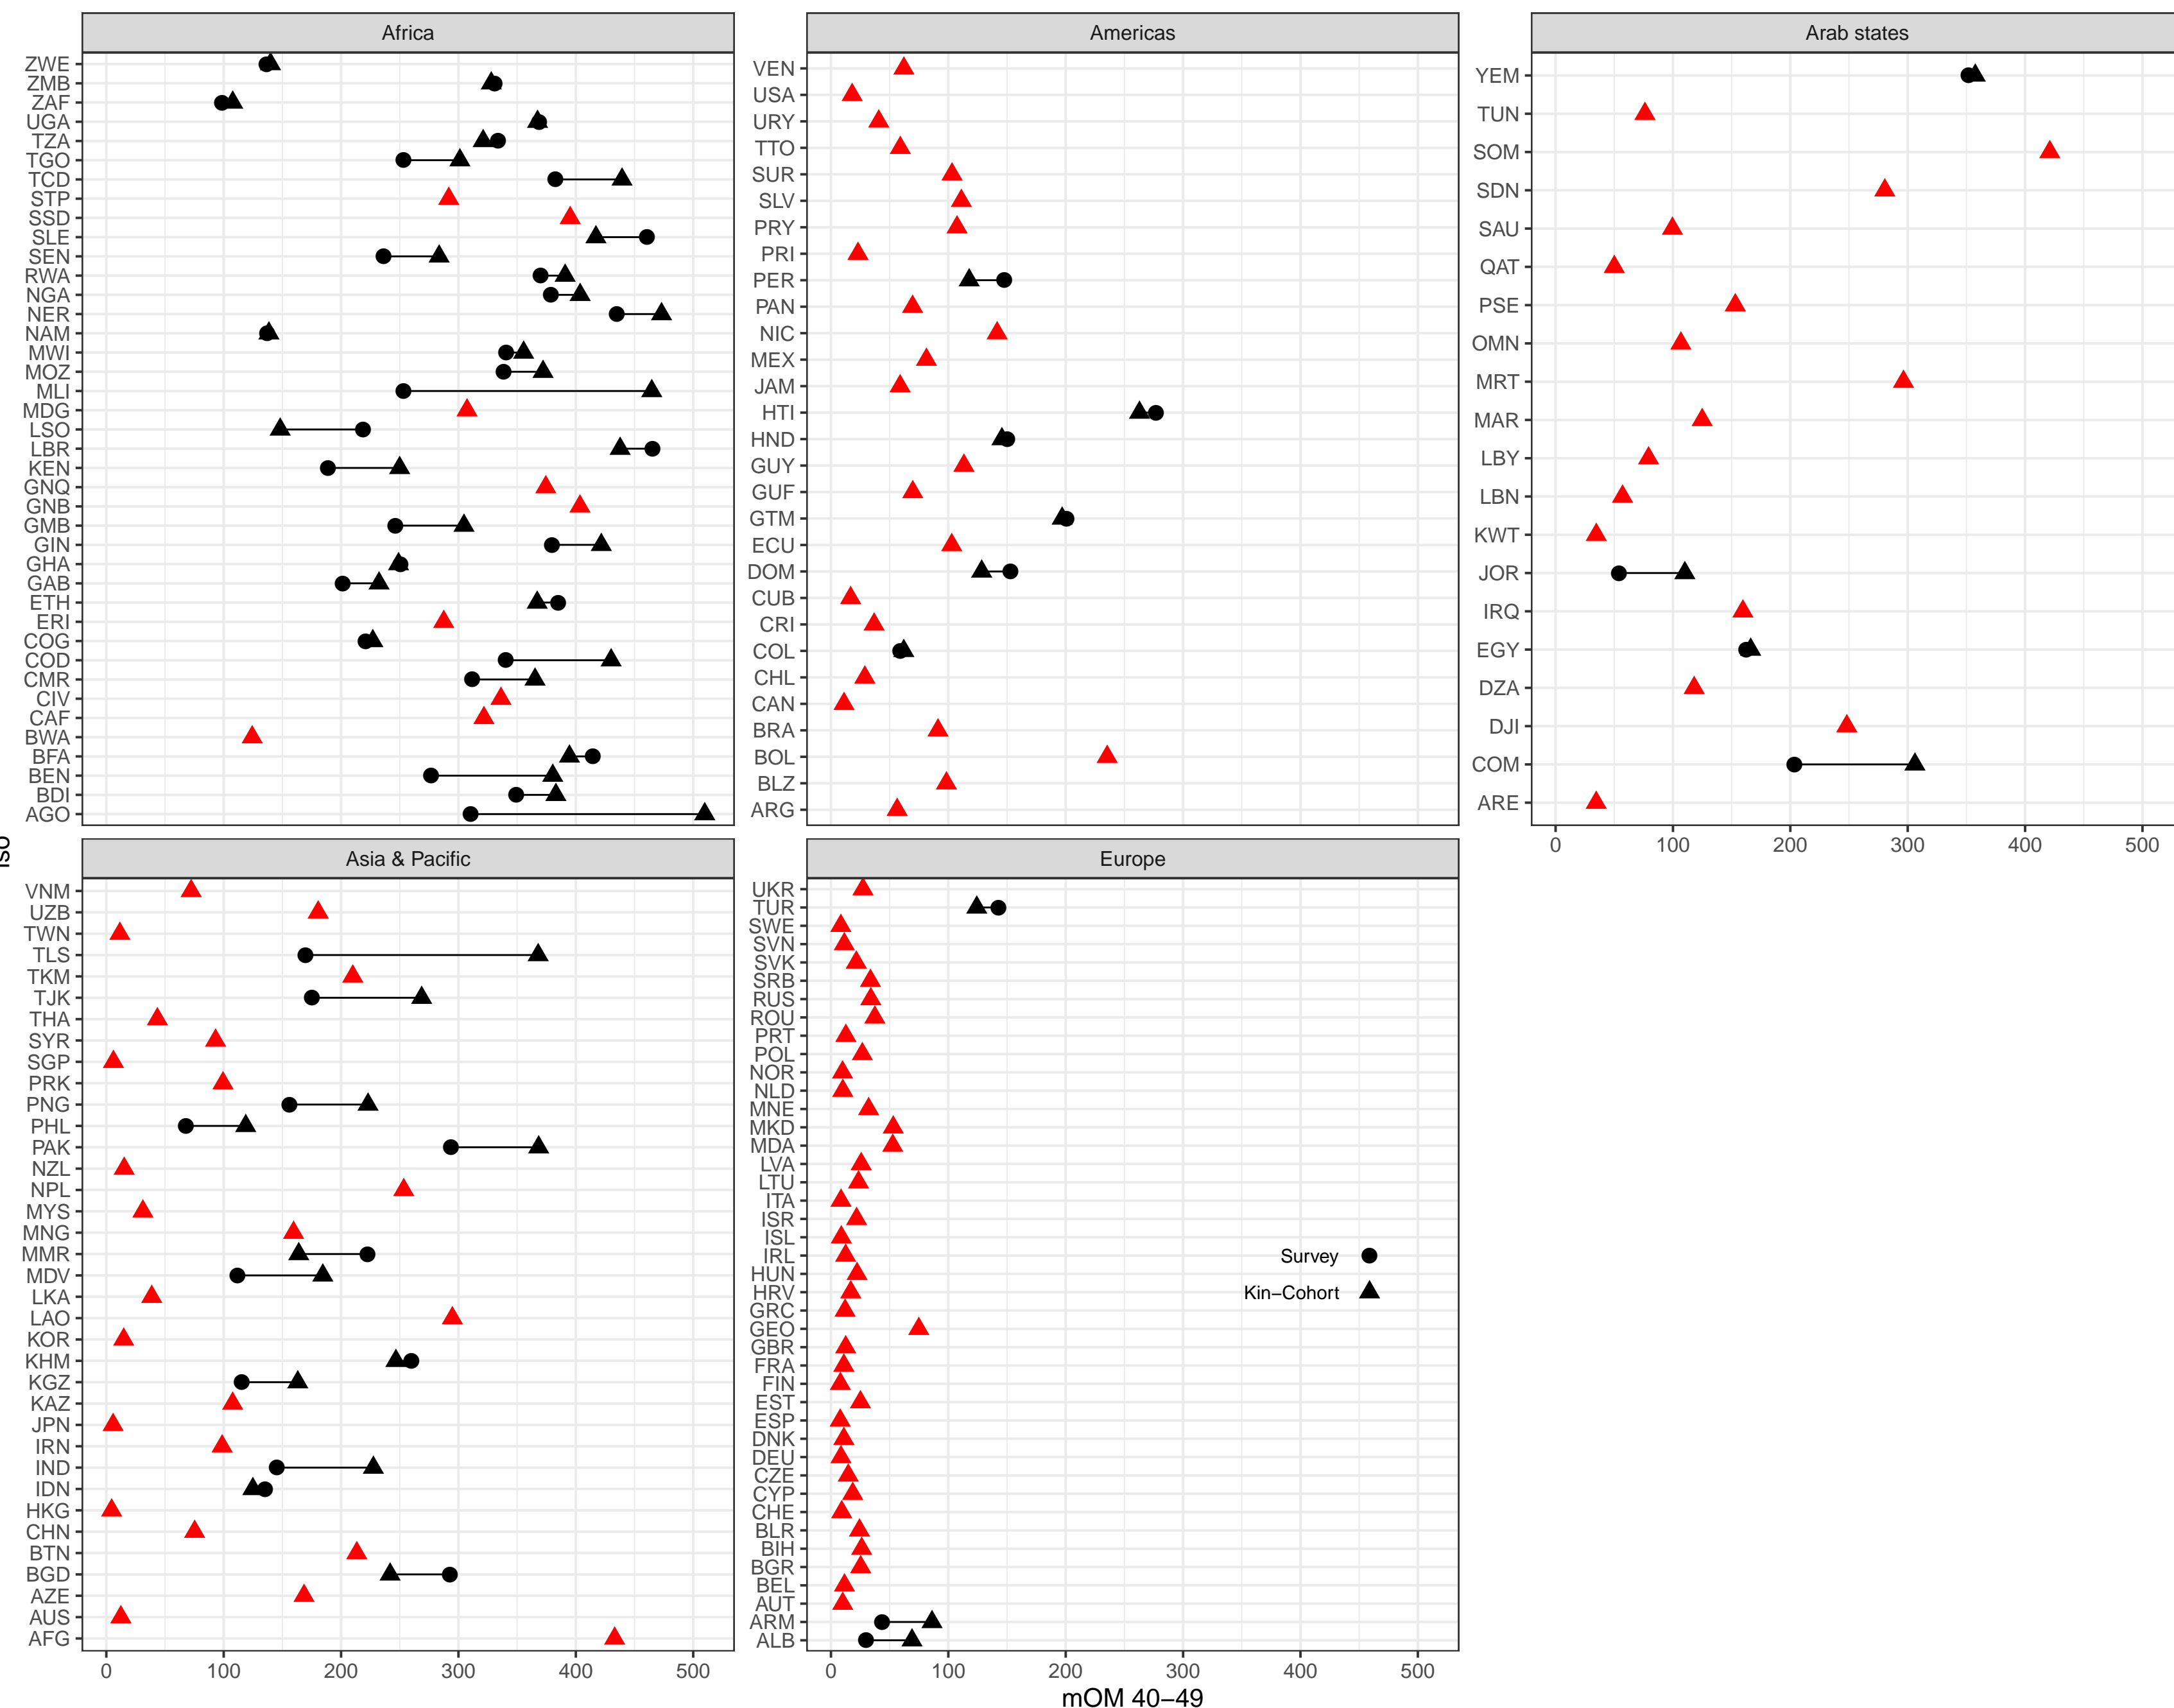 Africa
Americas
Arab states
ZWE
ZMB
ZAF
UGA
TZA
TGO
TCD
STP
SSD
SLE
SEN
RWA
NGA
NER
NAM
MWI
MOZ
MLI
MDG
LSO
LBR
KEN
GNQ
GNB
GMB
GIN
GHA
GAB
ETH
ERI
COG
COD
CMR
CIV
CAF
BWA
BFA
BEN
BDI
AGO
VEN
USA
URY
TTO
SUR
SLV
PRY
PRI
PER
PAN
NIC
MEX
JAM
HTI
HND
GUY
GUF
GTM
ECU
DOM
CUB
CRI
COL
CHL
CAN
BRA
BOL
BLZ
ARG
YEM
TUN
SOM
SDN
SAU
QAT
PSE
OMN
MRT
MAR
LBY
LBN
KWT
JOR
IRQ
EGY
DZA
DJI
COM
ARE
0 100 200 300 400 500
Asia & Pacific
Europe
VNM
UZB
TWN
TLS
TKM
TJK
THA
SYR
SGP
PRK
PNG
PHL
PAK
NZL
NPL
MYS
MNG
MMR
MDV
LKA
LAO
KOR
KHM
KGZ
KAZ
JPN
IRN
IND
IDN
HKG
CHN
BTN
BGD
AZE
AUS
AFG
0 100 200 300 400 500
UKR
TUR
SWE
SVN
SVK
SRB
RUS
ROU
PRT
POL
NOR
NLD
MNE
MKD
MDA
LVA
LTU
ITA
ISR
ISL
IRL
HUN
HRV
GRC
GEO
GBR
FRA
FIN
EST
ESP
DNK
DEU
CZE
CYP
CHE
BLR
BIH
BGR
BEL
AUT
ARM
ALB
Survey
Kin−Cohort
0 100 200 300 400 500
mOM 40−49